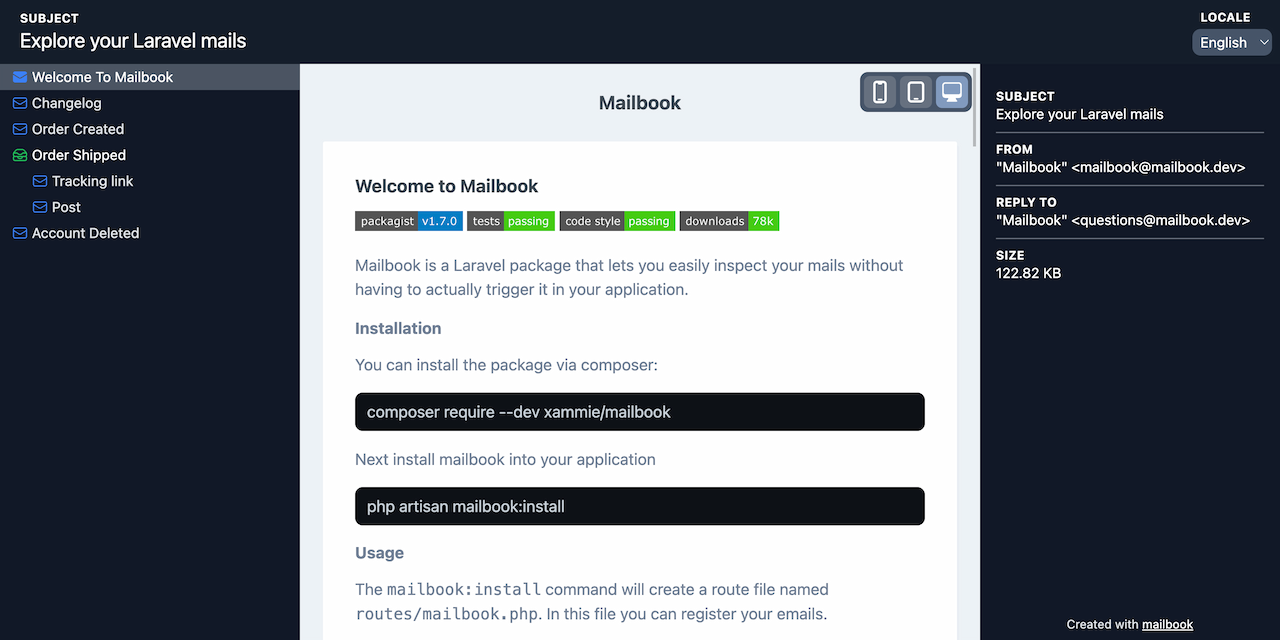 SUBJECT
Explore your Laravel mails
LOCALE
English
Welcome To Mailbook
Changelog
Order Created
Order Shipped
Tracking link
Post
Account Deleted
Mailbook
Welcome to Mailbook
packagist v1.7.0 tests passing code style passing downloads 78k
Mailbook is a Laravel package that lets you easily inspect your mails without
having to actually trigger it in your application.
Installation
You can install the package via composer:
composer require --dev xammie/mailbook
Next install mailbook into your application
php artisan mailbook:install
Usage
The mailbook:install command will create a route file named
routes/mailbook.php. In this file you can register your emails.
SUBJECT
Explore your Laravel mails
FROM
"Mailbook" <mailbook@mailbook.dev>
REPLY TO
"Mailbook" <questions@mailbook.dev>
SIZE
122.82 KB
Created with mailbook